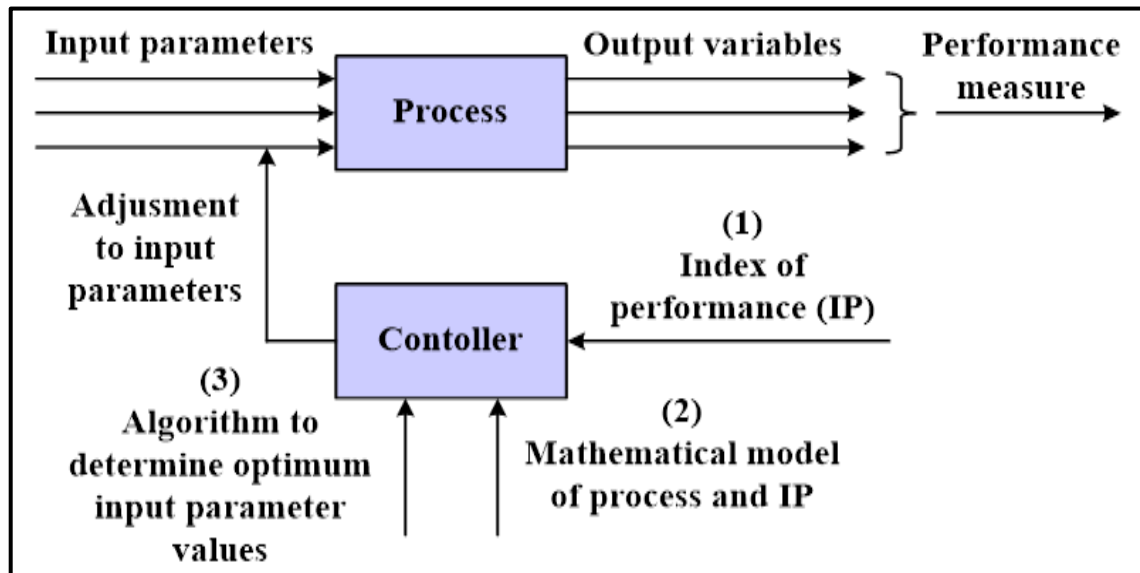 Input parameters
Process
Output variables
Performance
measure
Adjusment
to input
parameters
(1)
Index of
performance (IP)
Contoller
(3)
Algorithm to
determine optimum
input parameter
values
(2)
Mathematical model
of process and IP